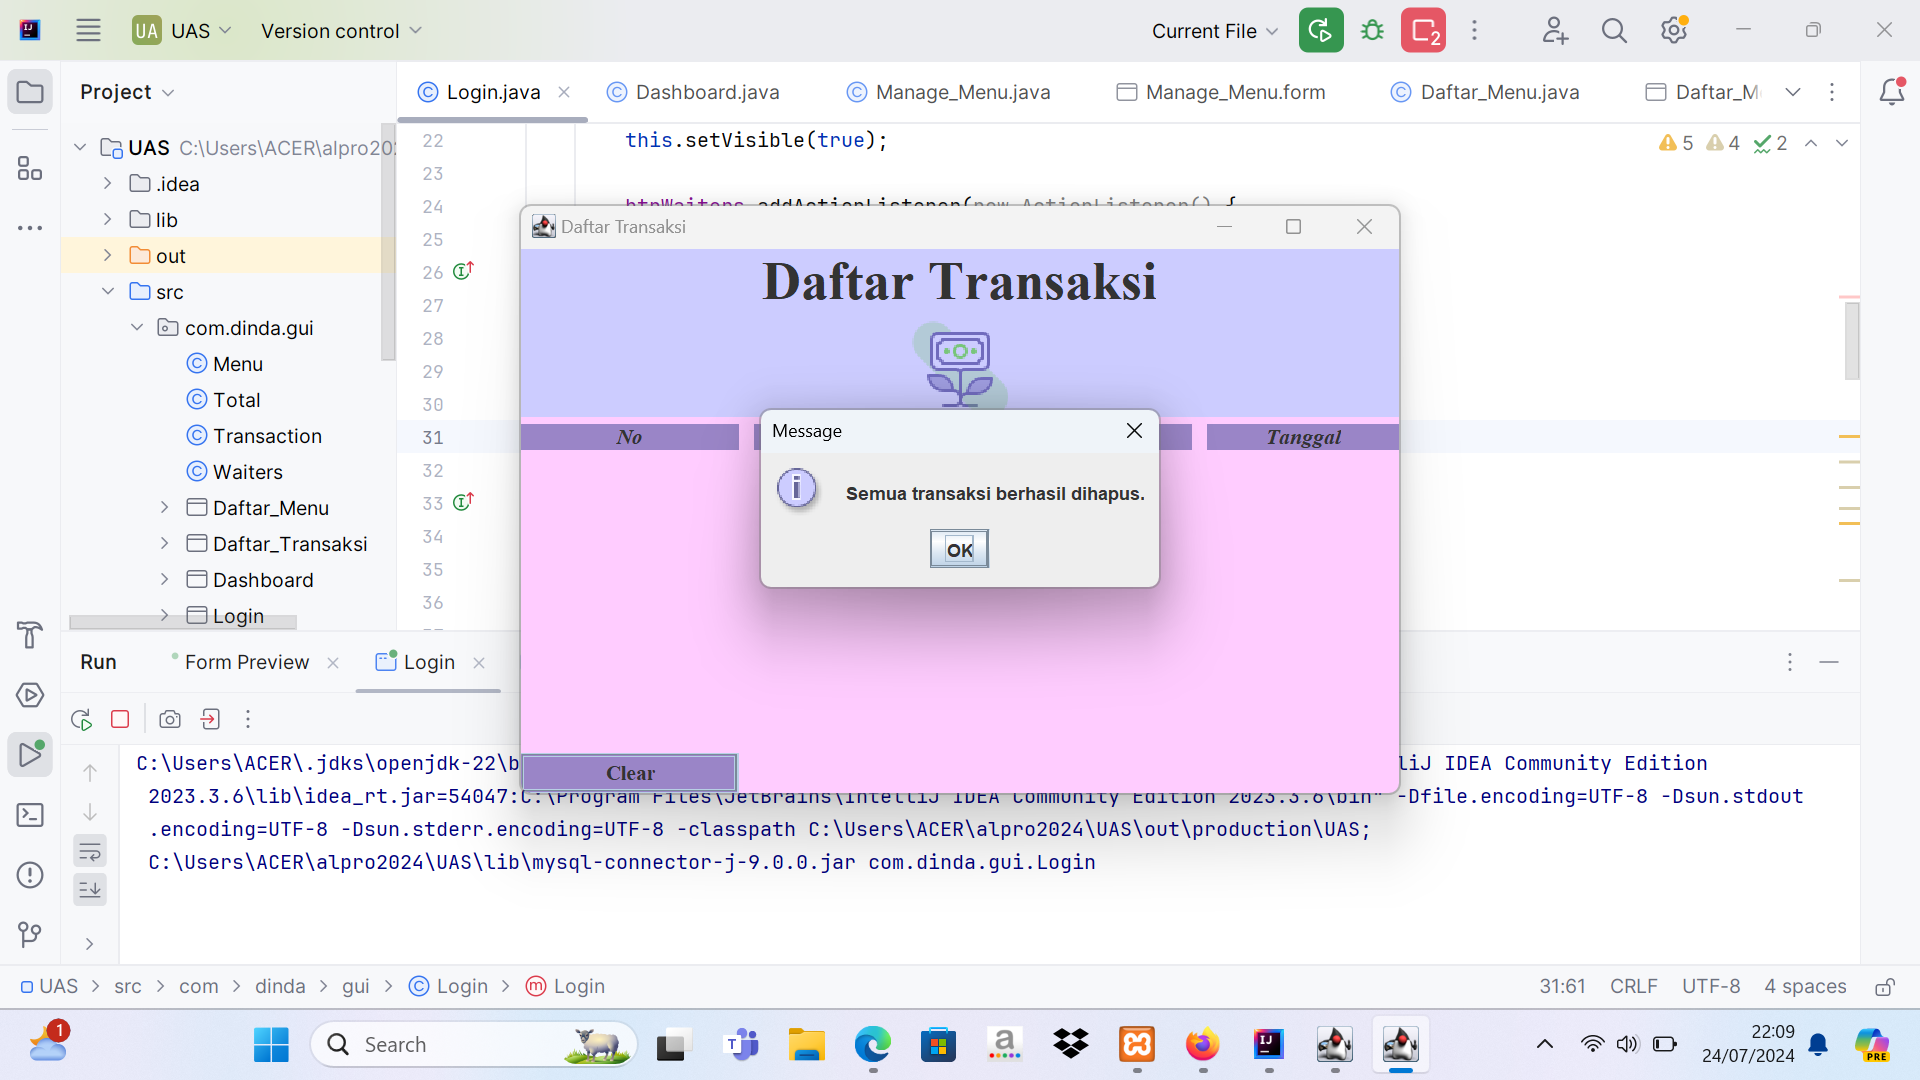 UA UAS Version control Current File 2
Project Login.java Dashboard.java Manage_Menu.java Manage_Menu.form Daftar_Menu.java Daftar_M
UAS C:\Users\ACER\alpro20
.idea
lib
out
src
com.dinda.gui
Menu
Total
Transaction
Waiters
Daftar_Menu
Daftar_Transaksi
Dashboard
Login
22 this.setVisible(true);
23
24 btnWaiters.addActionListener(new ActionListener() {
25
26
27
28
29
30
31
32
33
34
35
36
5 4 2
Daftar Transaksi
Daftar Transaksi
No Tanggal
Message
Semua transaksi berhasil dihapus.
OK
Clear
Run Form Preview Login
C:\Users\ACER\.jdks\openjdk-22\b liJ IDEA Community Edition
2023.3.6\lib\idea_rt.jar=54047:C:\Program Files\JetBrains\IntelliJ IDEA Community Edition 2023.3.6\bin" -Dfile.encoding=UTF-8 -Dsun.stdout
.encoding=UTF-8 -Dsun.stderr.encoding=UTF-8 -classpath C:\Users\ACER\alpro2024\UAS\out\production\UAS;
C:\Users\ACER\alpro2024\UAS\lib\mysql-connector-j-9.0.0.jar com.dinda.gui.Login
UAS > src > com > dinda > gui > Login > Login 31:61 CRLF UTF-8 4 spaces
1 Search 22:09
24/07/2024
PRE